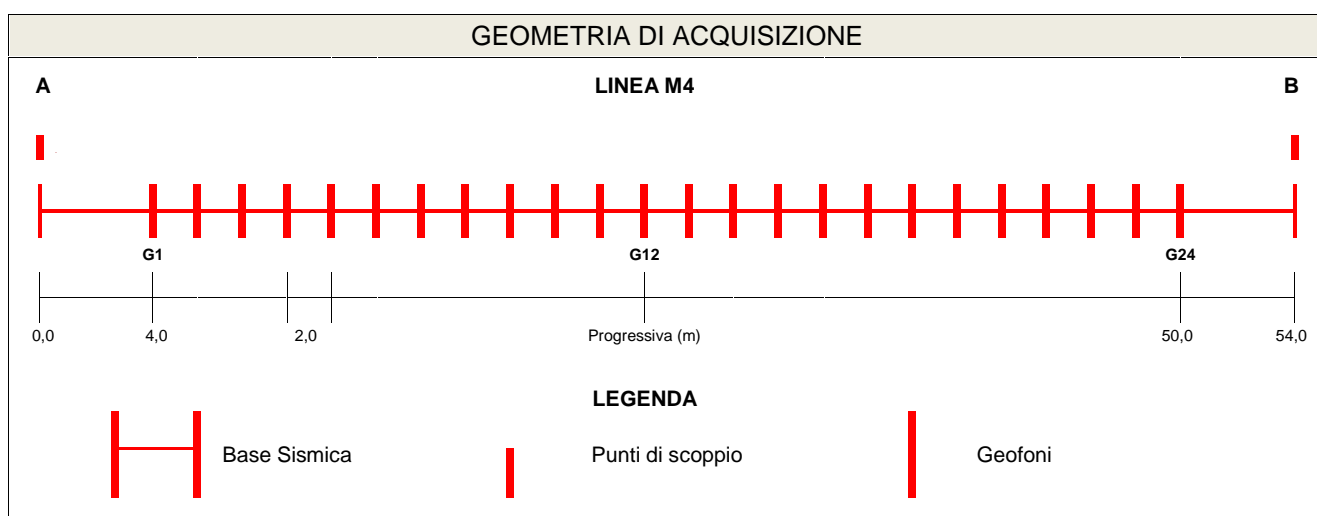 GEOMETRIA DI ACQUISIZIONE
A LINEA M4 B
G1 G12 G24
0,0 4,0 2,0 Progressiva (m) 50,0 54,0
LEGENDA
Base Sismica Punti di scoppio Geofoni